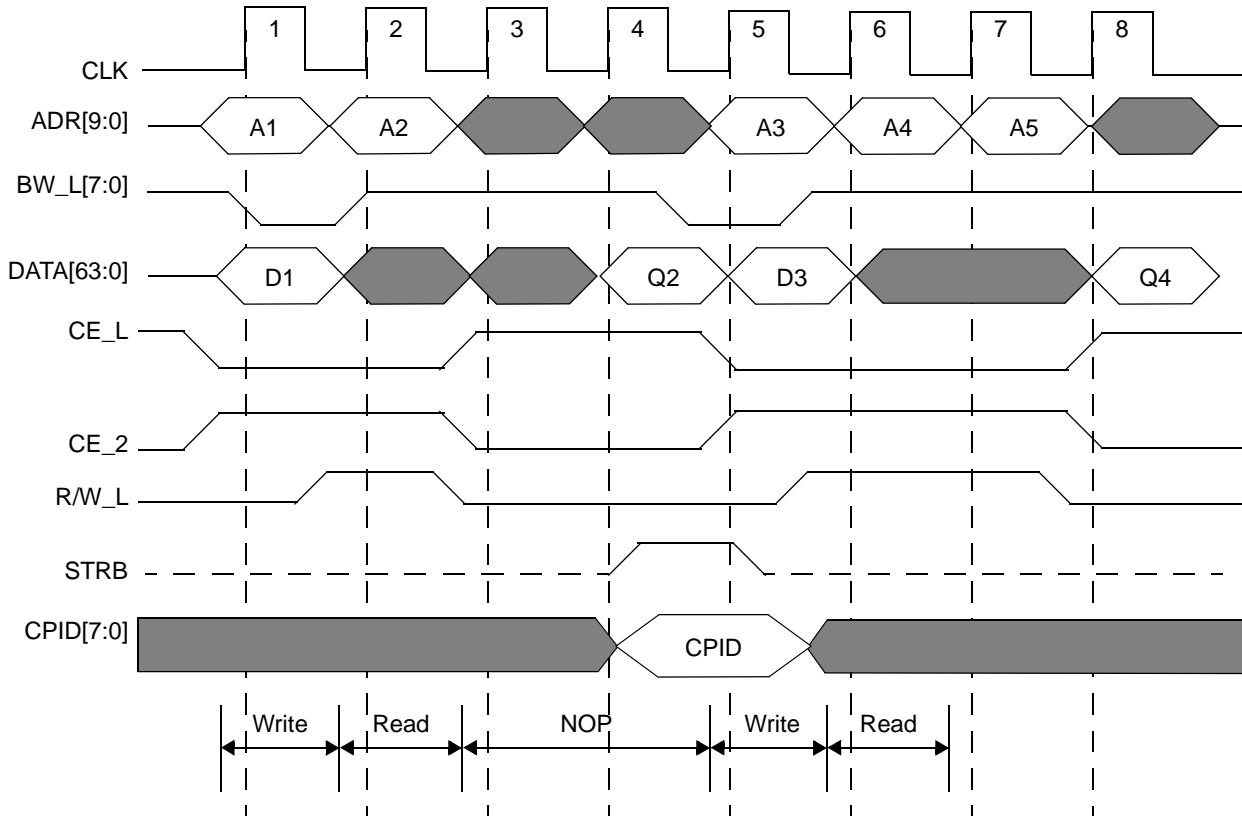 1 2 3 4 5 6 7 8
CLK
ADR[9:0] A1 A2 A3 A4 A5
BW_L[7:0]
DATA[63:0] D1 Q2 D3 Q4
CE_L
CE_2
R/W_L
STRB
CPID[7:0] CPID
Write Read NOP Write Read